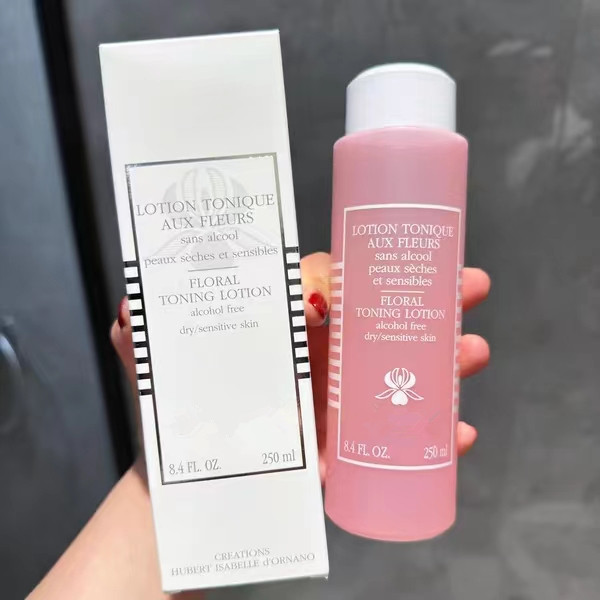 LOTION TONIQUE
AUX FLEURS
sans alcool
peaux sèches et sensibles
FLORAL
TONING LOTION
alcohol free
dry/sensitive skin
8.4 FL. OZ. 250 ml
CREATIONS
HUBERT ISABELLE d'ORNANO
LOTION TONIQUE
AUX FLEURS
sans alcool
peaux sèches
et sensibles
FLORAL
TONING LOTION
alcohol free
dry/sensitive skin
8.4 FL. OZ. 250 ml